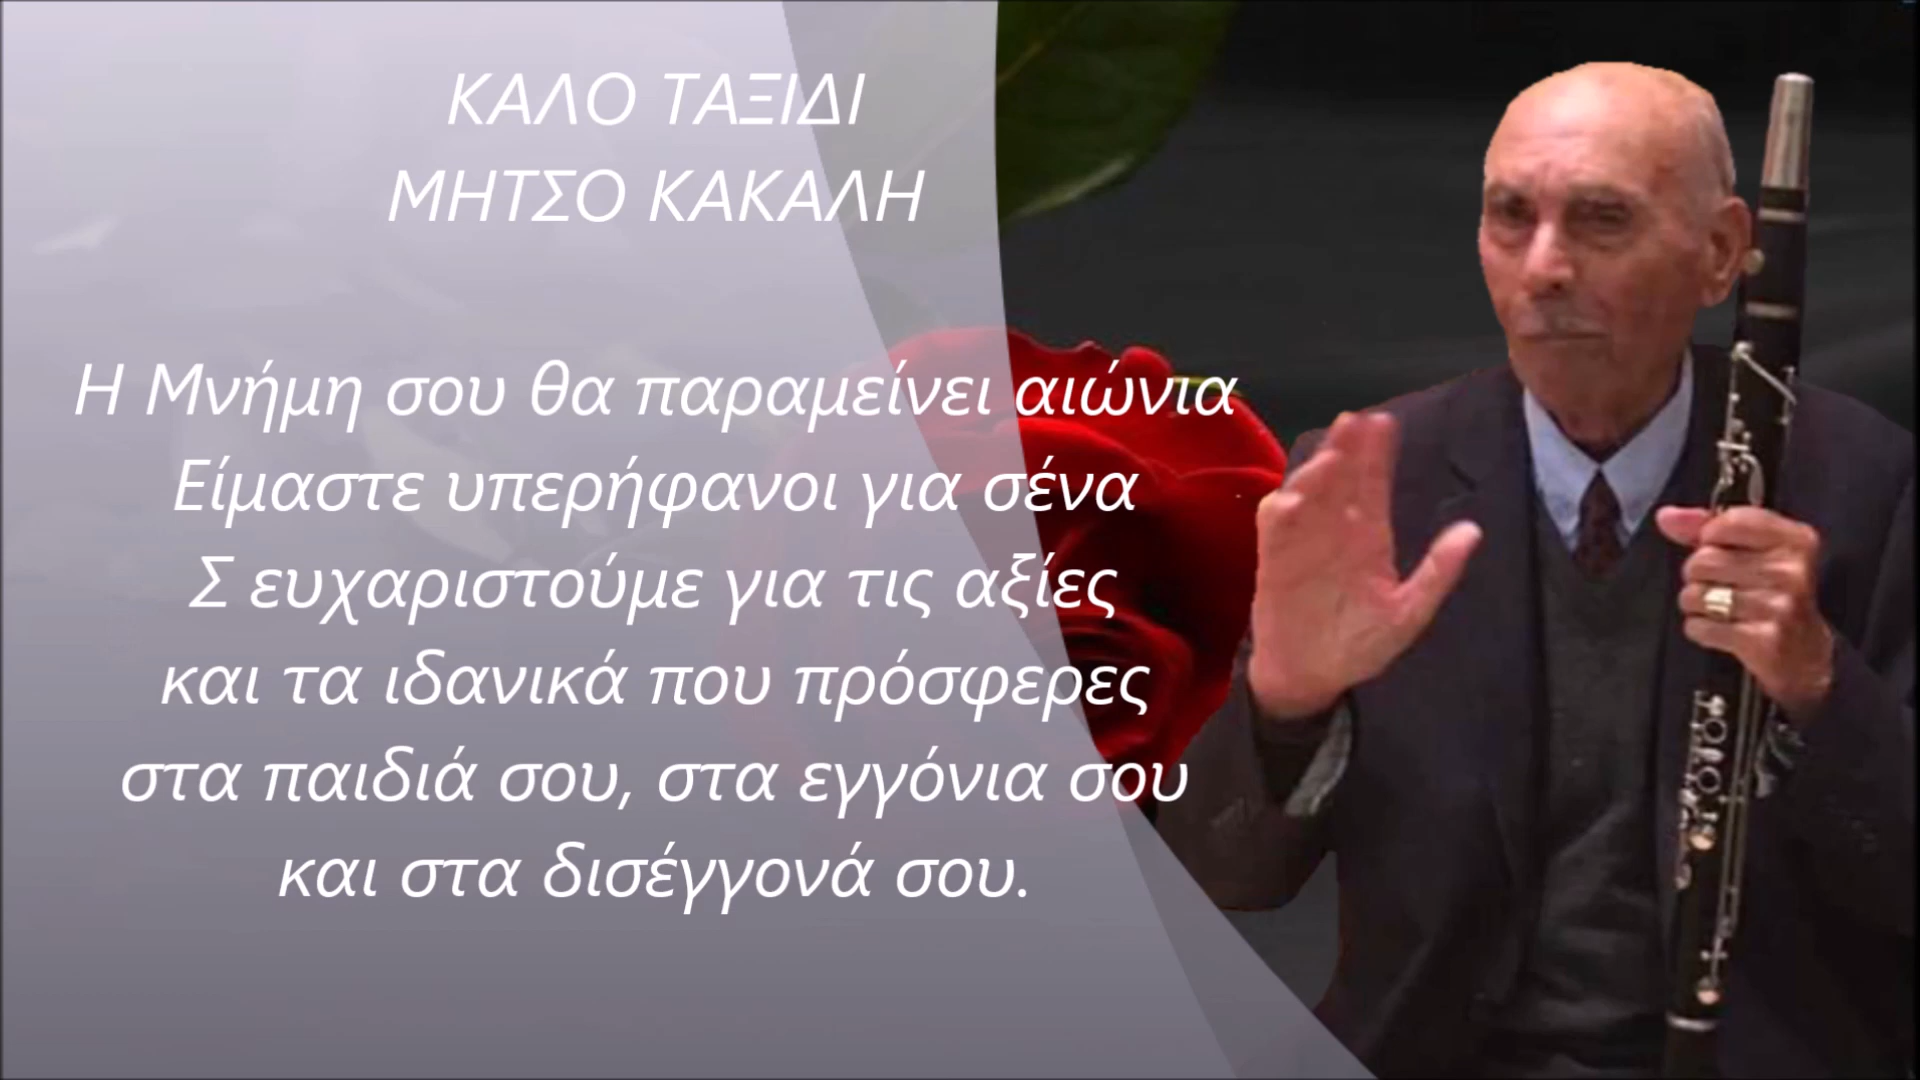 ΚΑΛΟ ΤΑΞΙΔΙ
ΜΗΤΣΟ ΚΑΚΑΛΗ
Η Μνήμη σου θα παραμείνει αιώνια
Είμαστε υπερήφανοι για σένα
Σ ευχαριστούμε για τις αξίες
και τα ιδανικά που πρόσφερες
στα παιδιά σου, στα εγγόνια σου
και στα δισέγγονά σου.